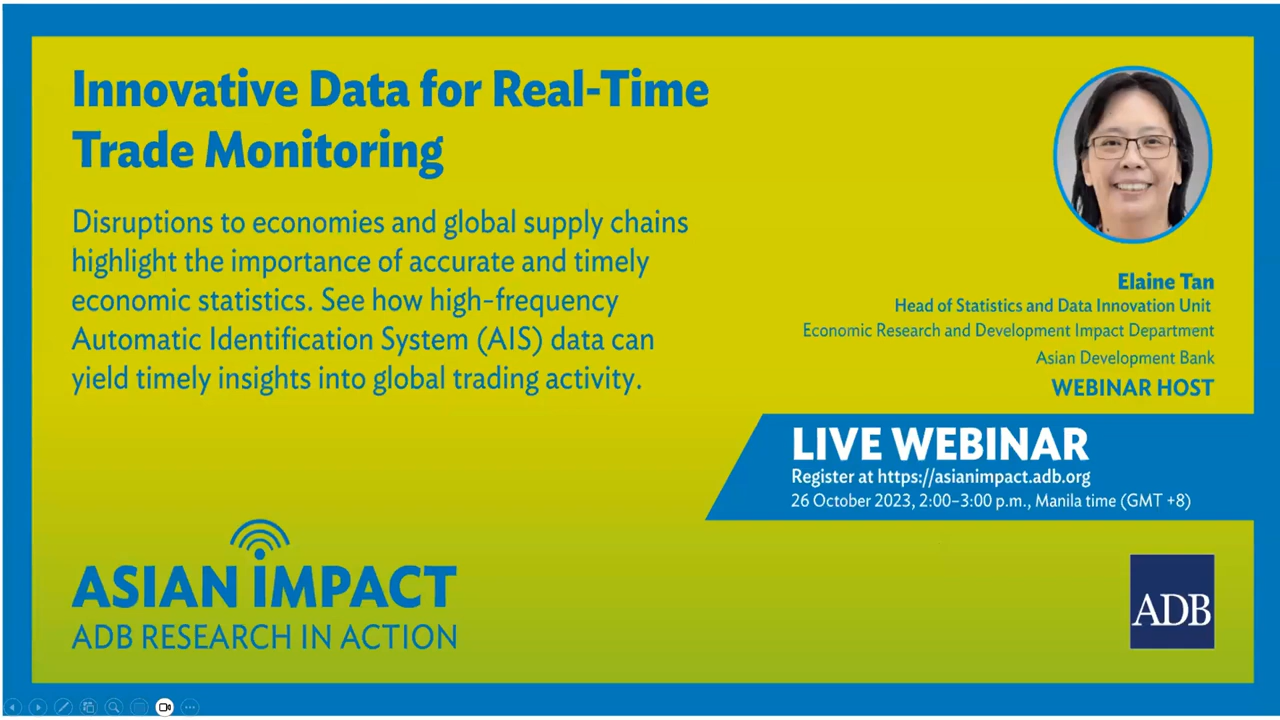 Innovative Data for Real-Time
Trade Monitoring
Disruptions to economies and global supply chains
highlight the importance of accurate and timely
economic statistics. See how high-frequency
Automatic Identification System (AIS) data can
yield timely insights into global trading activity.
Elaine Tan
Head of Statistics and Data Innovation Unit
Economic Research and Development Impact Department
Asian Development Bank
WEBINAR HOST
LIVE WEBINAR
Register at https://asianimpact.adb.org
26 October 2023, 2:00–3:00 p.m., Manila time (GMT +8)
ASIAN IMPACT
ADB RESEARCH IN ACTION
ADB